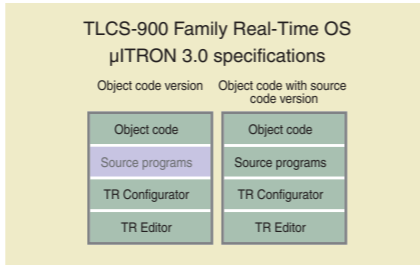 TLCS-900 Family Real-Time OS
μITRON 3.0 specifications
Object code version
Object code with source
code version
Object code
Source programs
TR Configurator
TR Editor
Object code
Source programs
TR Configurator
TR Editor